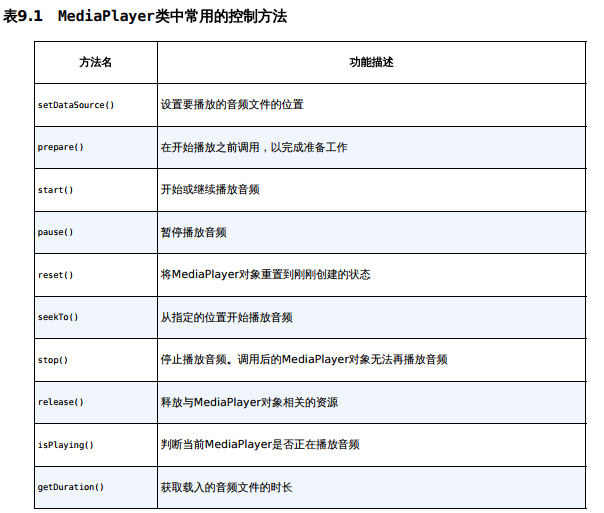 表9.1 MediaPlayer类中常用的控制方法
方法名 功能描述
setDataSource() 设置要播放的音频文件的位置
prepare() 在开始播放之前调用，以完成准备工作
start() 开始或继续播放音频
pause() 暂停播放音频
reset() 将MediaPlayer对象重置到刚刚创建的状态
seekTo() 从指定的位置开始播放音频
stop() 停止播放音频。调用后的MediaPlayer对象无法再播放音频
release() 释放与MediaPlayer对象相关的资源
isPlaying() 判断当前MediaPlayer是否正在播放音频
getDuration() 获取载入的音频文件的时长